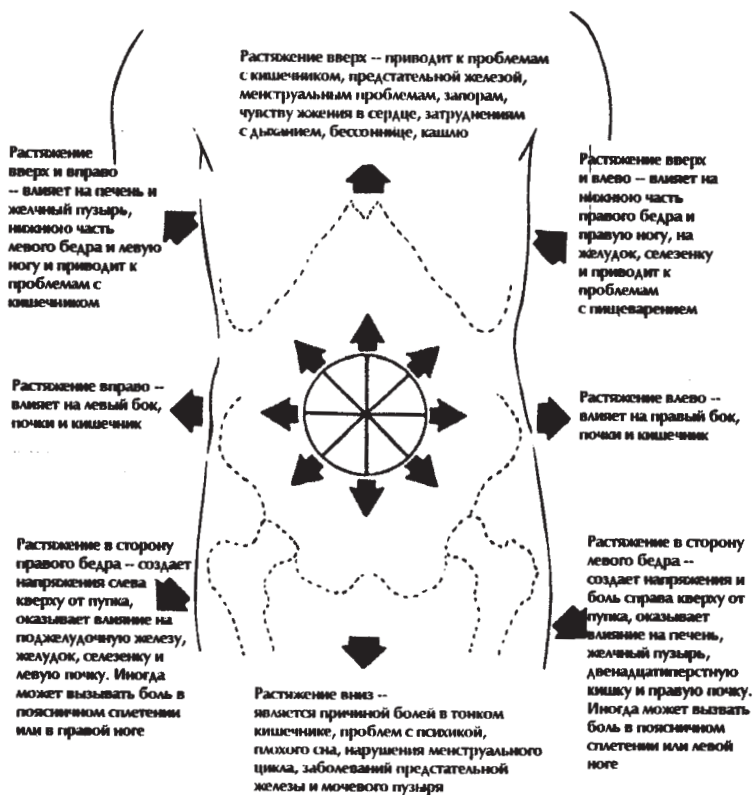 Растяжение вверх -- приводит к проблемам
с кишечником, предстательной железой,
менструальным проблемам, запорам,
чувству жжения в сердце, затруднениям
с дыханием, бессоннице, кашлю
Растяжение
вверх и вправо
-- влияет на печень и
желчный пузырь,
нижнюю часть
левого бедра и левую
ногу и приводит к
проблемам с
кишечником
Растяжение вверх
и влево -- влияет на
нижнюю часть
правого бедра и
правую ногу, на
желудок, селезенку
и приводит к
проблемам
с пищеварением
Растяжение вправо --
влияет на левый бок,
почки и кишечник
Растяжение влево --
влияет на правый бок,
почки и кишечник
Растяжение в сторону
правого бедра -- создает
напряжения слева
кверху от пупка,
оказывает влияние на
поджелудочную железу,
желудок, селезенку и
левую почку. Иногда
может вызывать боль в
поясничном сплетении
или в правой ноге
Растяжение в сторону
левого бедра --
создает напряжения и
боль справа кверху от
пупка, оказывает
влияние на печень,
желчный пузырь,
двенадцатиперстную
кишку и правую почку.
Иногда может вызвать
боль в поясничном
сплетении или левой
ноге
Растяжение вниз --
является причиной болей в тонком
кишечнике, проблем с психикой,
плохого сна, нарушения менструального
цикла, заболеваний предстательной
железы и мочевого пузыря